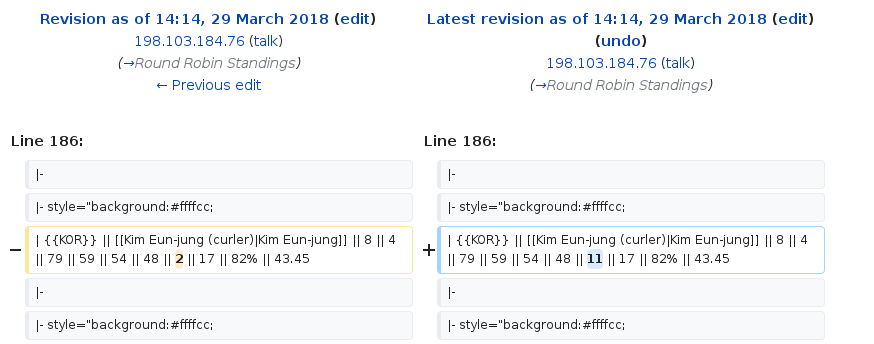 Revision as of 14:14, 29 March 2018 (edit)
198.103.184.76 (talk)
(→Round Robin Standings)
← Previous edit
Latest revision as of 14:14, 29 March 2018 (edit)
(undo)
198.103.184.76 (talk)
(→Round Robin Standings)
Line 186:
Line 186:
|-
|-
|- style="background:#ffffcc;
|- style="background:#ffffcc;
− | {{KOR}} || [[Kim Eun-jung (curler)|Kim Eun-jung]] || 8 || 4
|| 79 || 59 || 54 || 48 || 2 || 17 || 82% || 43.45
+ | {{KOR}} || [[Kim Eun-jung (curler)|Kim Eun-jung]] || 8 || 4
|| 79 || 59 || 54 || 48 || 11 || 17 || 82% || 43.45
|-
|-
|- style="background:#ffffcc;
|- style="background:#ffffcc;